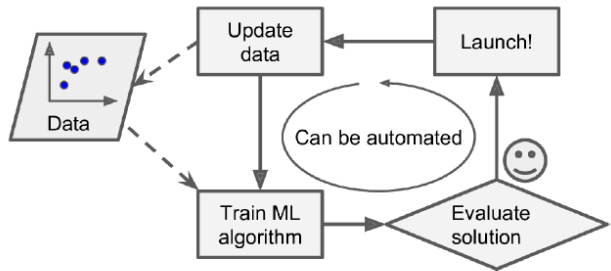 Update
data
Launch!
Data
Can be automated
Train ML
algorithm
Evaluate
solution